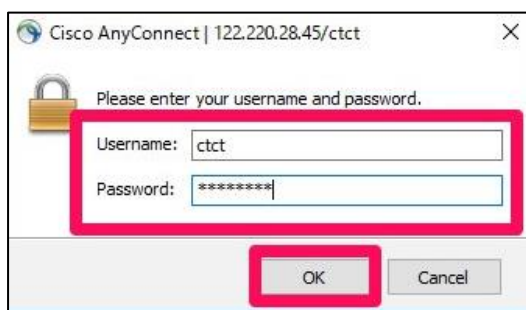 Cisco AnyConnect | 122.220.28.45/ctct
Please enter your username and password.
Username: ctct
Password: ********
OK Cancel